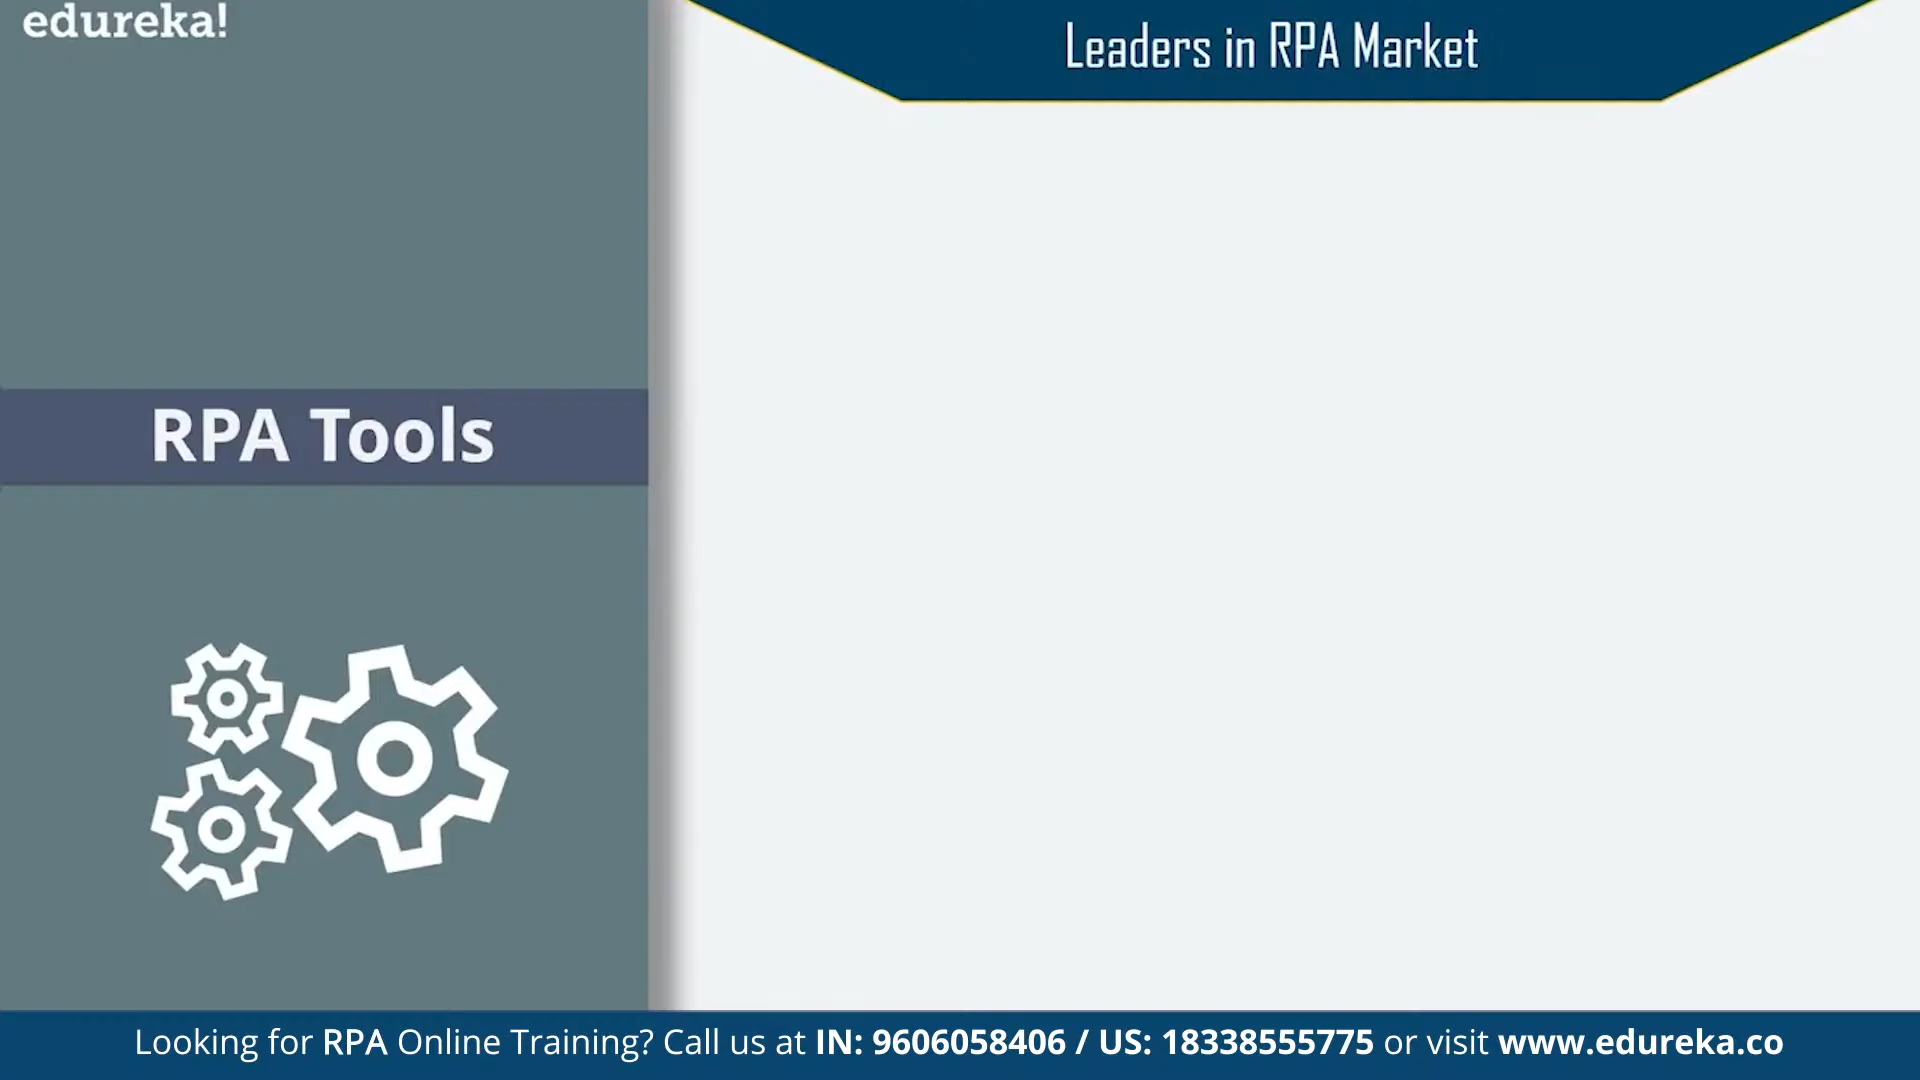 edureka!
Leaders in RPA Market
RPA Tools
Looking for RPA Online Training? Call us at IN: 9606058406 / US: 18338555775 or visit www.edureka.co